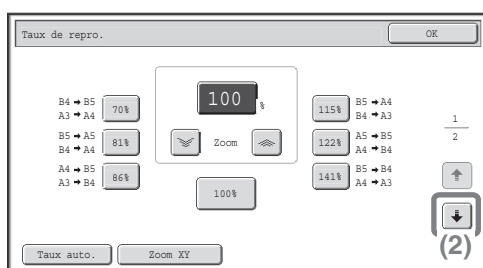 Taux de repro. OK
B4 → B5
A3 → A4 70%
B5 → A5
B4 → A4 81%
A4 → B5
A3 → B4 86%
100 %
Zoom
100%
115% B5 → A4
B4 → A3
122% A5 → B5
A4 → B4
141% B5 → B4
A4 → A3
1
2
(2)
Taux auto. Zoom XY